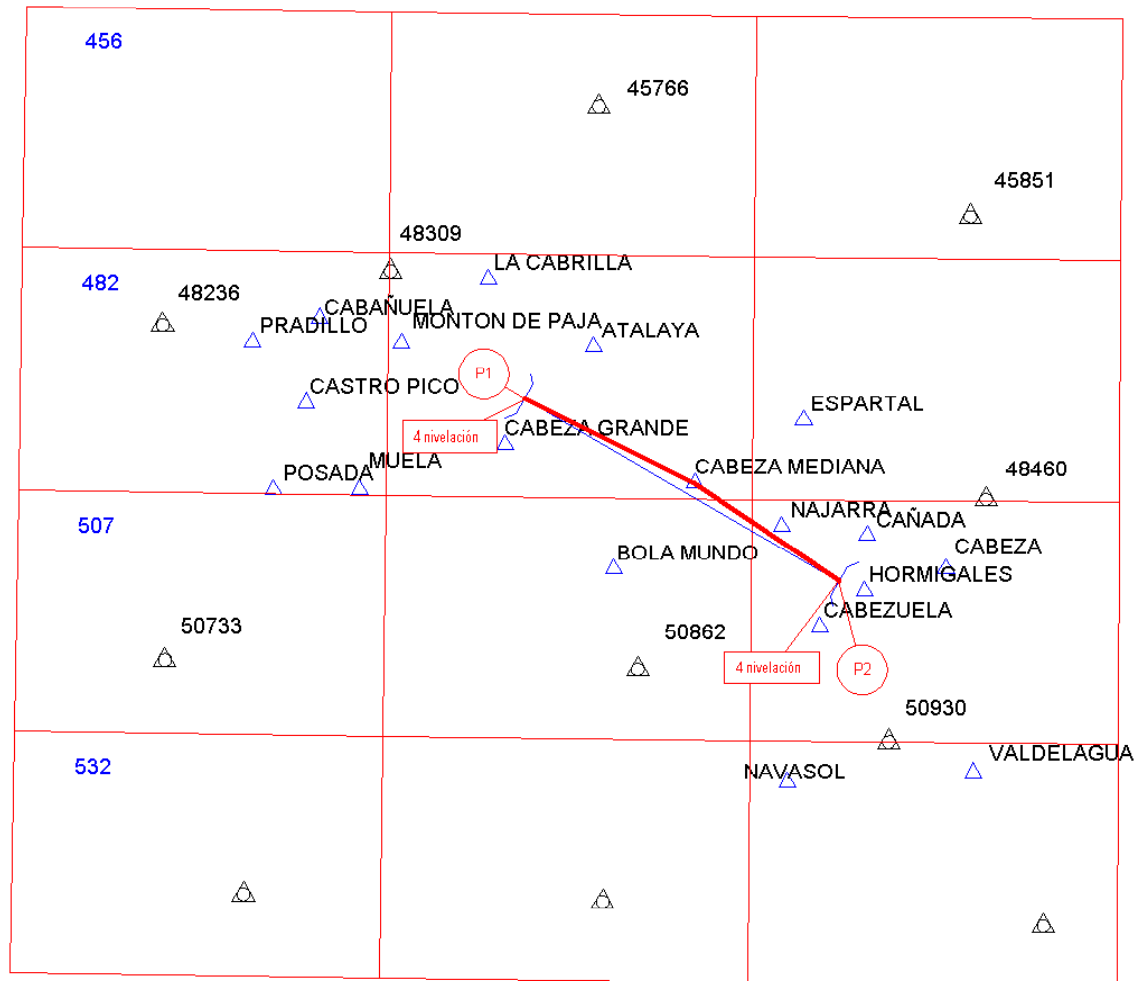 456
45766
45851
48309
LA CABRILLA
482
48236
CABAÑUELA
PRADILLO
MONTON DE PAJA
ATALAYA
P1
CASTRO PICO
ESPARTAL
4 nivelación
CABEZA GRANDE
POSADA
MUELA
CABEZA MEDIANA
48460
507
NAJARRA
CAÑADA
BOLA MUNDO
CABEZA
HORMIGALES
CABEZUELA
50733
50862
4 nivelación
P2
50930
532
NAVASOL
VALDELAGUA